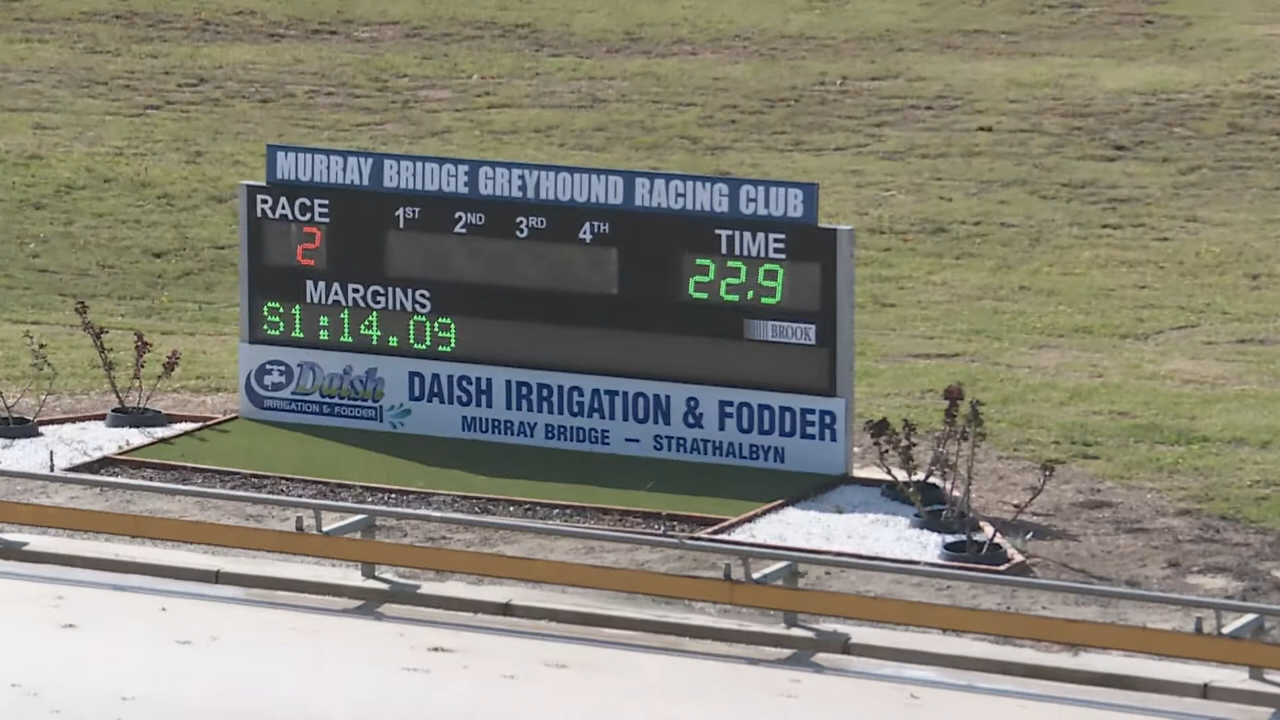 MURRAY BRIDGE GREYHOUND RACING CLUB
RACE 1ST 2ND 3RD 4TH TIME
2 22.9
MARGINS
S1:14.09
BROOK
Daish
IRRIGATION & FODDER
DAISH IRRIGATION & FODDER
MURRAY BRIDGE – STRATHALBYN